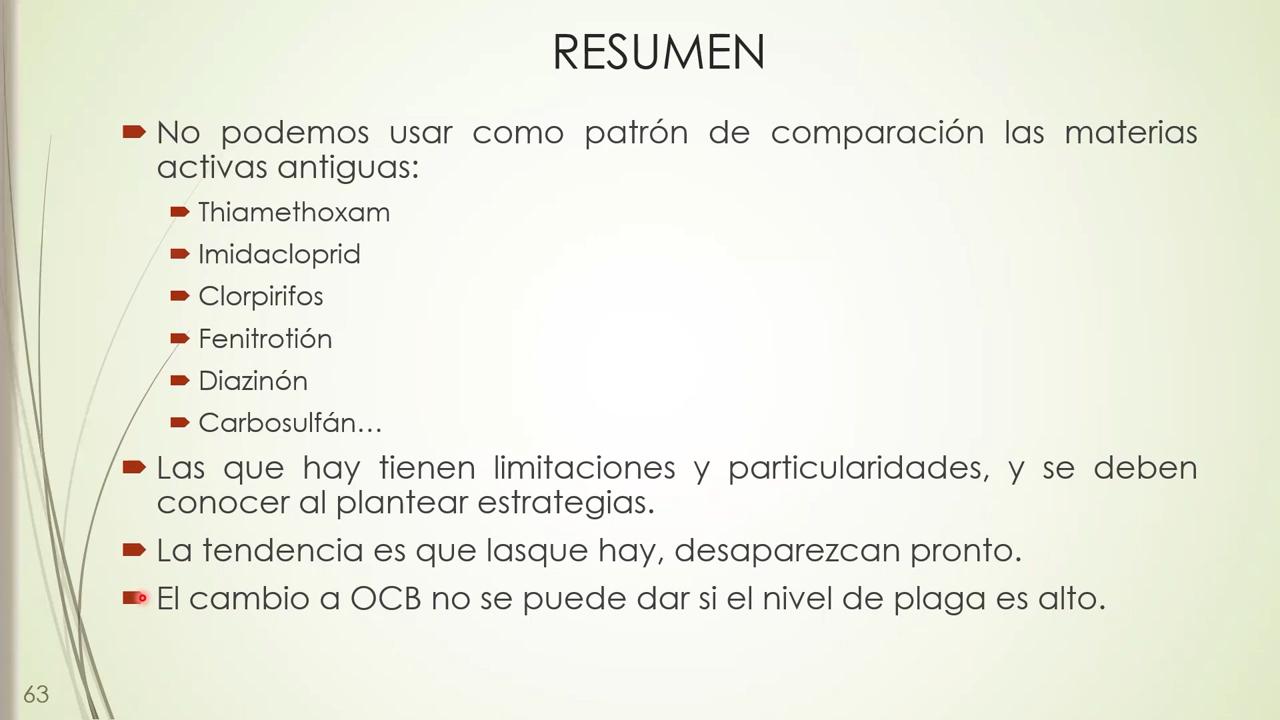 RESUMEN
No podemos usar como patrón de comparación las materias
activas antiguas:
Thiamethoxam
Imidacloprid
Clorpirifos
Fenitrotión
Diazinón
Carbosulfán...
Las que hay tienen limitaciones y particularidades, y se deben
conocer al plantear estrategias.
La tendencia es que lasque hay, desaparezcan pronto.
El cambio a OCB no se puede dar si el nivel de plaga es alto.
63